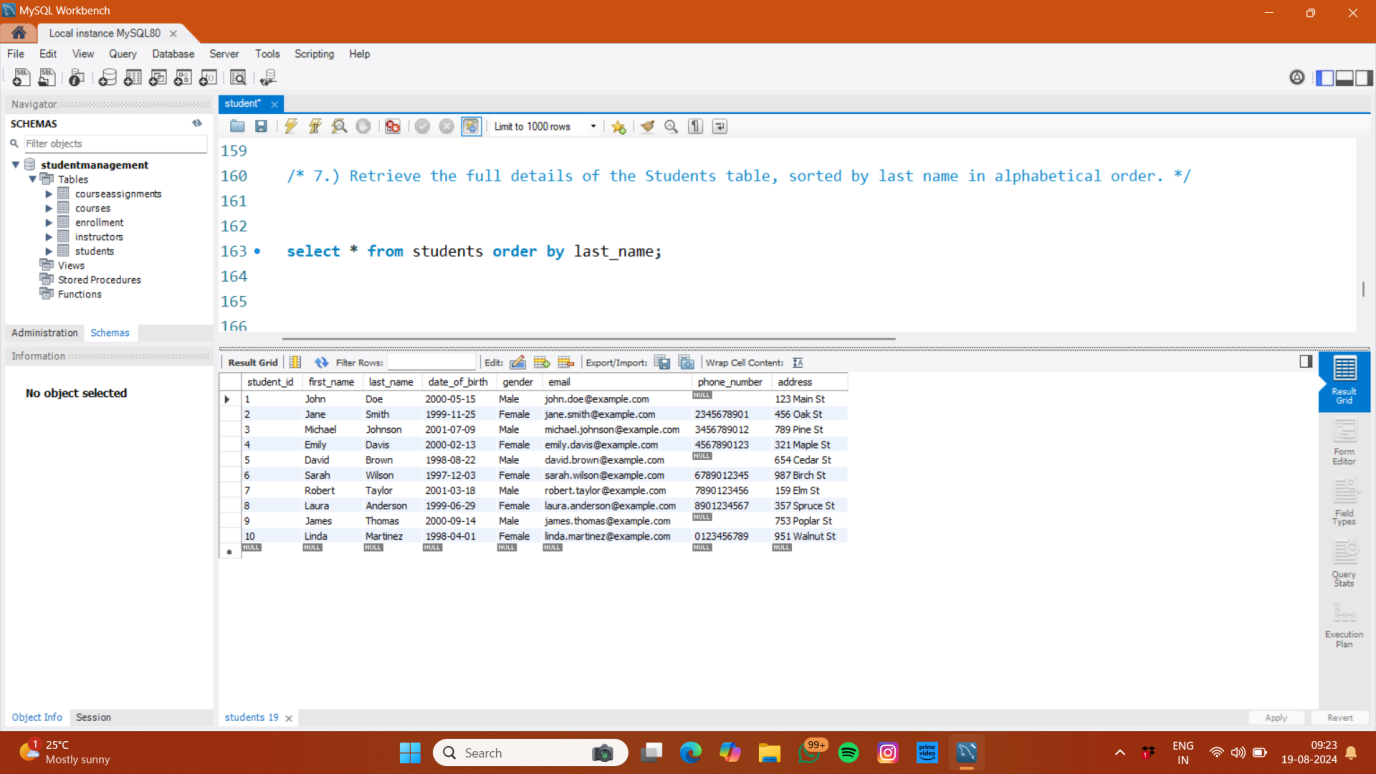 MySQL Workbench
Local instance MySQL80
File Edit View Query Database Server Tools Scripting Help
Navigator
SCHEMAS
Filter objects
studentmanagement
Tables
courseassignments
courses
enrollment
instructors
students
Views
Stored Procedures
Functions
Administration Schemas
Information
No object selected
Object Info Session
student*
Limit to 1000 rows
159
160 /* 7.) Retrieve the full details of the Students table, sorted by last name in alphabetical order. */
161
162
163 select * from students order by last_name;
164
165
166
Result Grid Filter Rows: Edit: Export/Import: Wrap Cell Content:
student_id first_name last_name date_of_birth gender email phone_number address
1 John Doe 2000-05-15 Male john.doe@example.com NULL 123 Main St
2 Jane Smith 1999-11-25 Female jane.smith@example.com 2345678901 456 Oak St
3 Michael Johnson 2001-07-09 Male michael.johnson@example.com 3456789012 789 Pine St
4 Emily Davis 2000-02-13 Female emily.davis@example.com 4567890123 321 Maple St
5 David Brown 1998-08-22 Male david.brown@example.com NULL 654 Cedar St
6 Sarah Wilson 1997-12-03 Female sarah.wilson@example.com 6789012345 987 Birch St
7 Robert Taylor 2001-03-18 Male robert.taylor@example.com 7890123456 159 Elm St
8 Laura Anderson 1999-06-29 Female laura.anderson@example.com 8901234567 357 Spruce St
9 James Thomas 2000-09-14 Male james.thomas@example.com NULL 753 Poplar St
10 Linda Martinez 1998-04-01 Female linda.martinez@example.com 0123456789 951 Walnut St
NULL NULL NULL NULL NULL NULL NULL NULL
Result
Grid
Form
Editor
Field
Types
Query
Stats
Execution
Plan
students 19
Apply Revert
1
25°C
Mostly sunny
Search
99+
prime
video
ENG
IN
09:23
19-08-2024